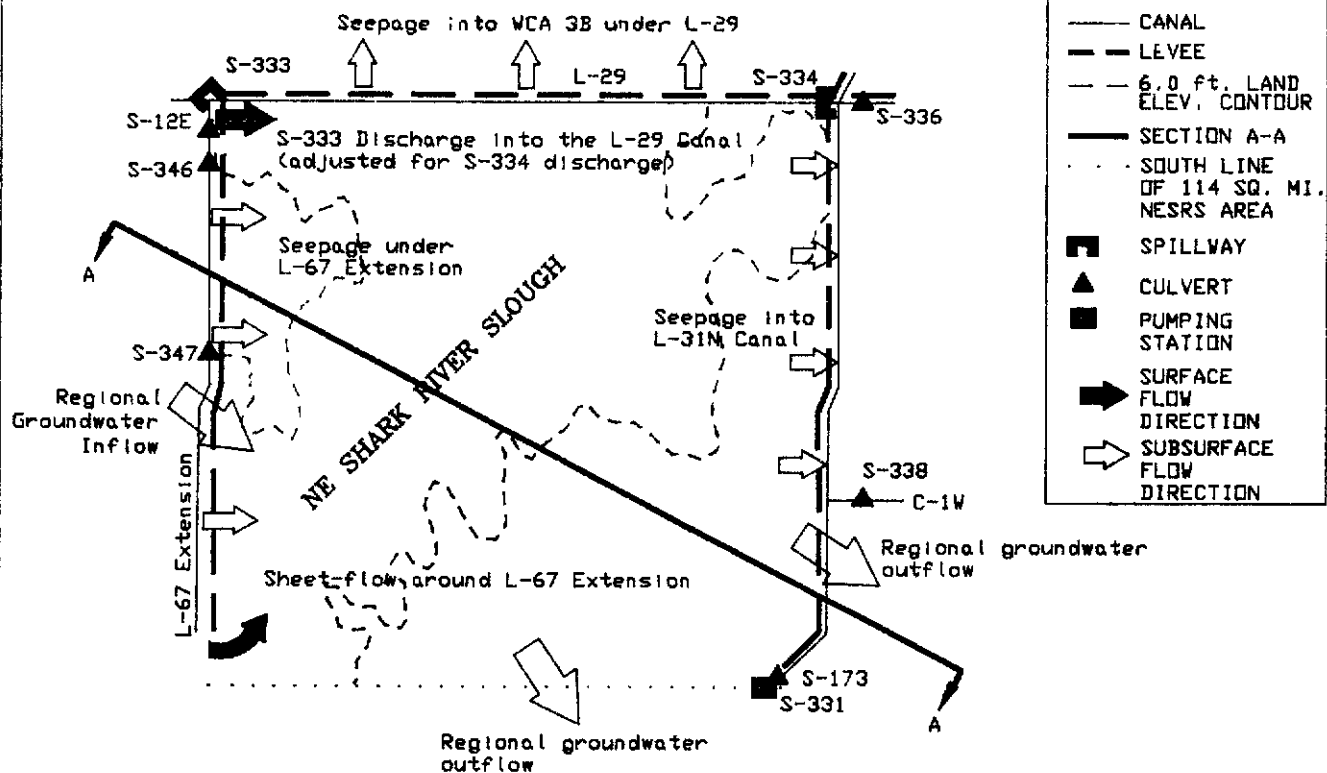 Seepage into WCA 3B under L-29
S-333
L-29
S-334
S-336
S-12E
S-333 Discharge into the L-29 Canal
(adjusted for S-334 discharge)
S-346
Seepage under
L-67 Extension
A
NE SHARK RIVER SLOUGH
Seepage into
L-31N Canal
S-347
Regional
Groundwater
Inflow
L-67 Extension
S-338
C-1W
Regional groundwater
outflow
Sheet-flow around L-67 Extension
S-173
S-331
A
Regional groundwater
outflow
CANAL
LEVEE
6.0 ft. LAND
ELEV. CONTOUR
SECTION A-A
SOUTH LINE
OF 114 SQ. MI.
NESRS AREA
SPILLWAY
CULVERT
PUMPING
STATION
SURFACE
FLOW
DIRECTION
SUBSURFACE
FLOW
DIRECTION